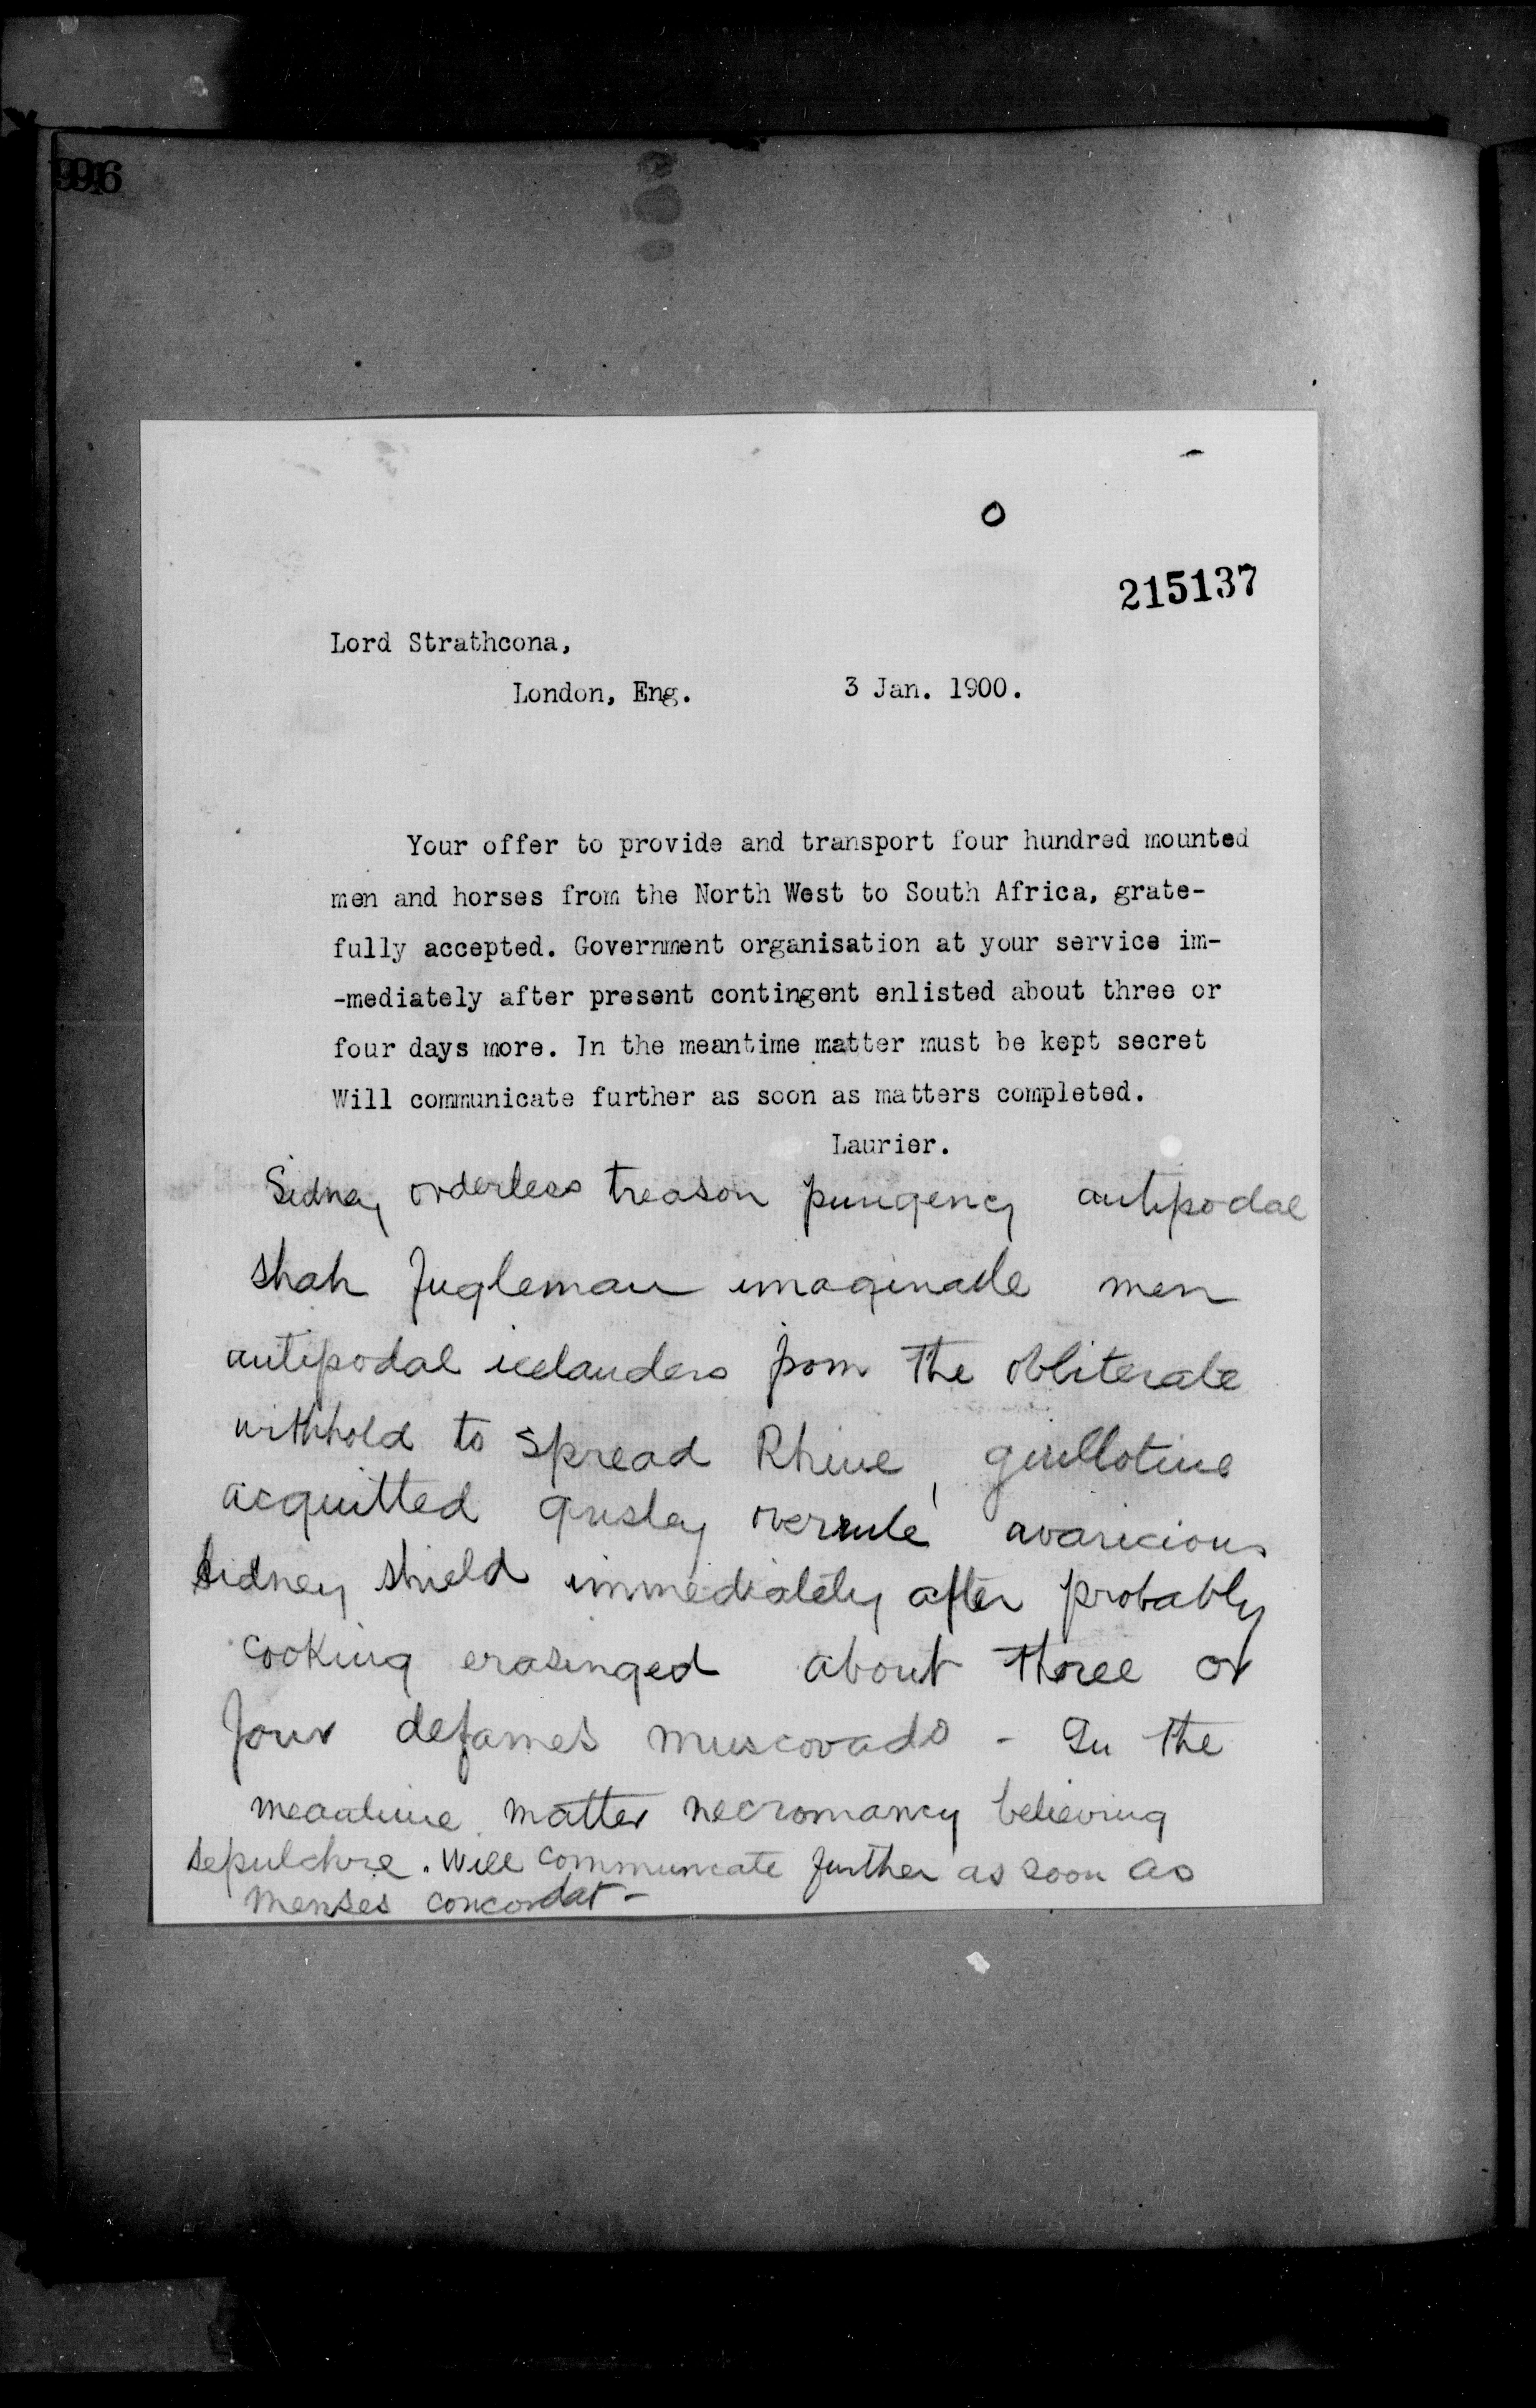 215137
Lord Strathcona,
London, Eng. 3 Jan. 1900.
Your offer to provide and transport four hundred mounted
men and horses from the North West to South Africa, grate-
fully accepted. Government organisation at your service im-
-mediately after present contingent enlisted about three or
four days more. In the meantime matter must be kept secret
Will communicate further as soon as matters completed.
Laurier.
Sidney orderless treason pungency antipodal
shah fugleman imaginable men
antipodal icelanders from the obliterate
withhold to spread Rhine, guillotine
acquitted overrule avaricious
Sidney shield immediately after probably
cooking erasinged about three or
four defames muscovado - In the
meantime matter necromancy believing
sepulchre. Will communicate further as soon as
menses concordat -